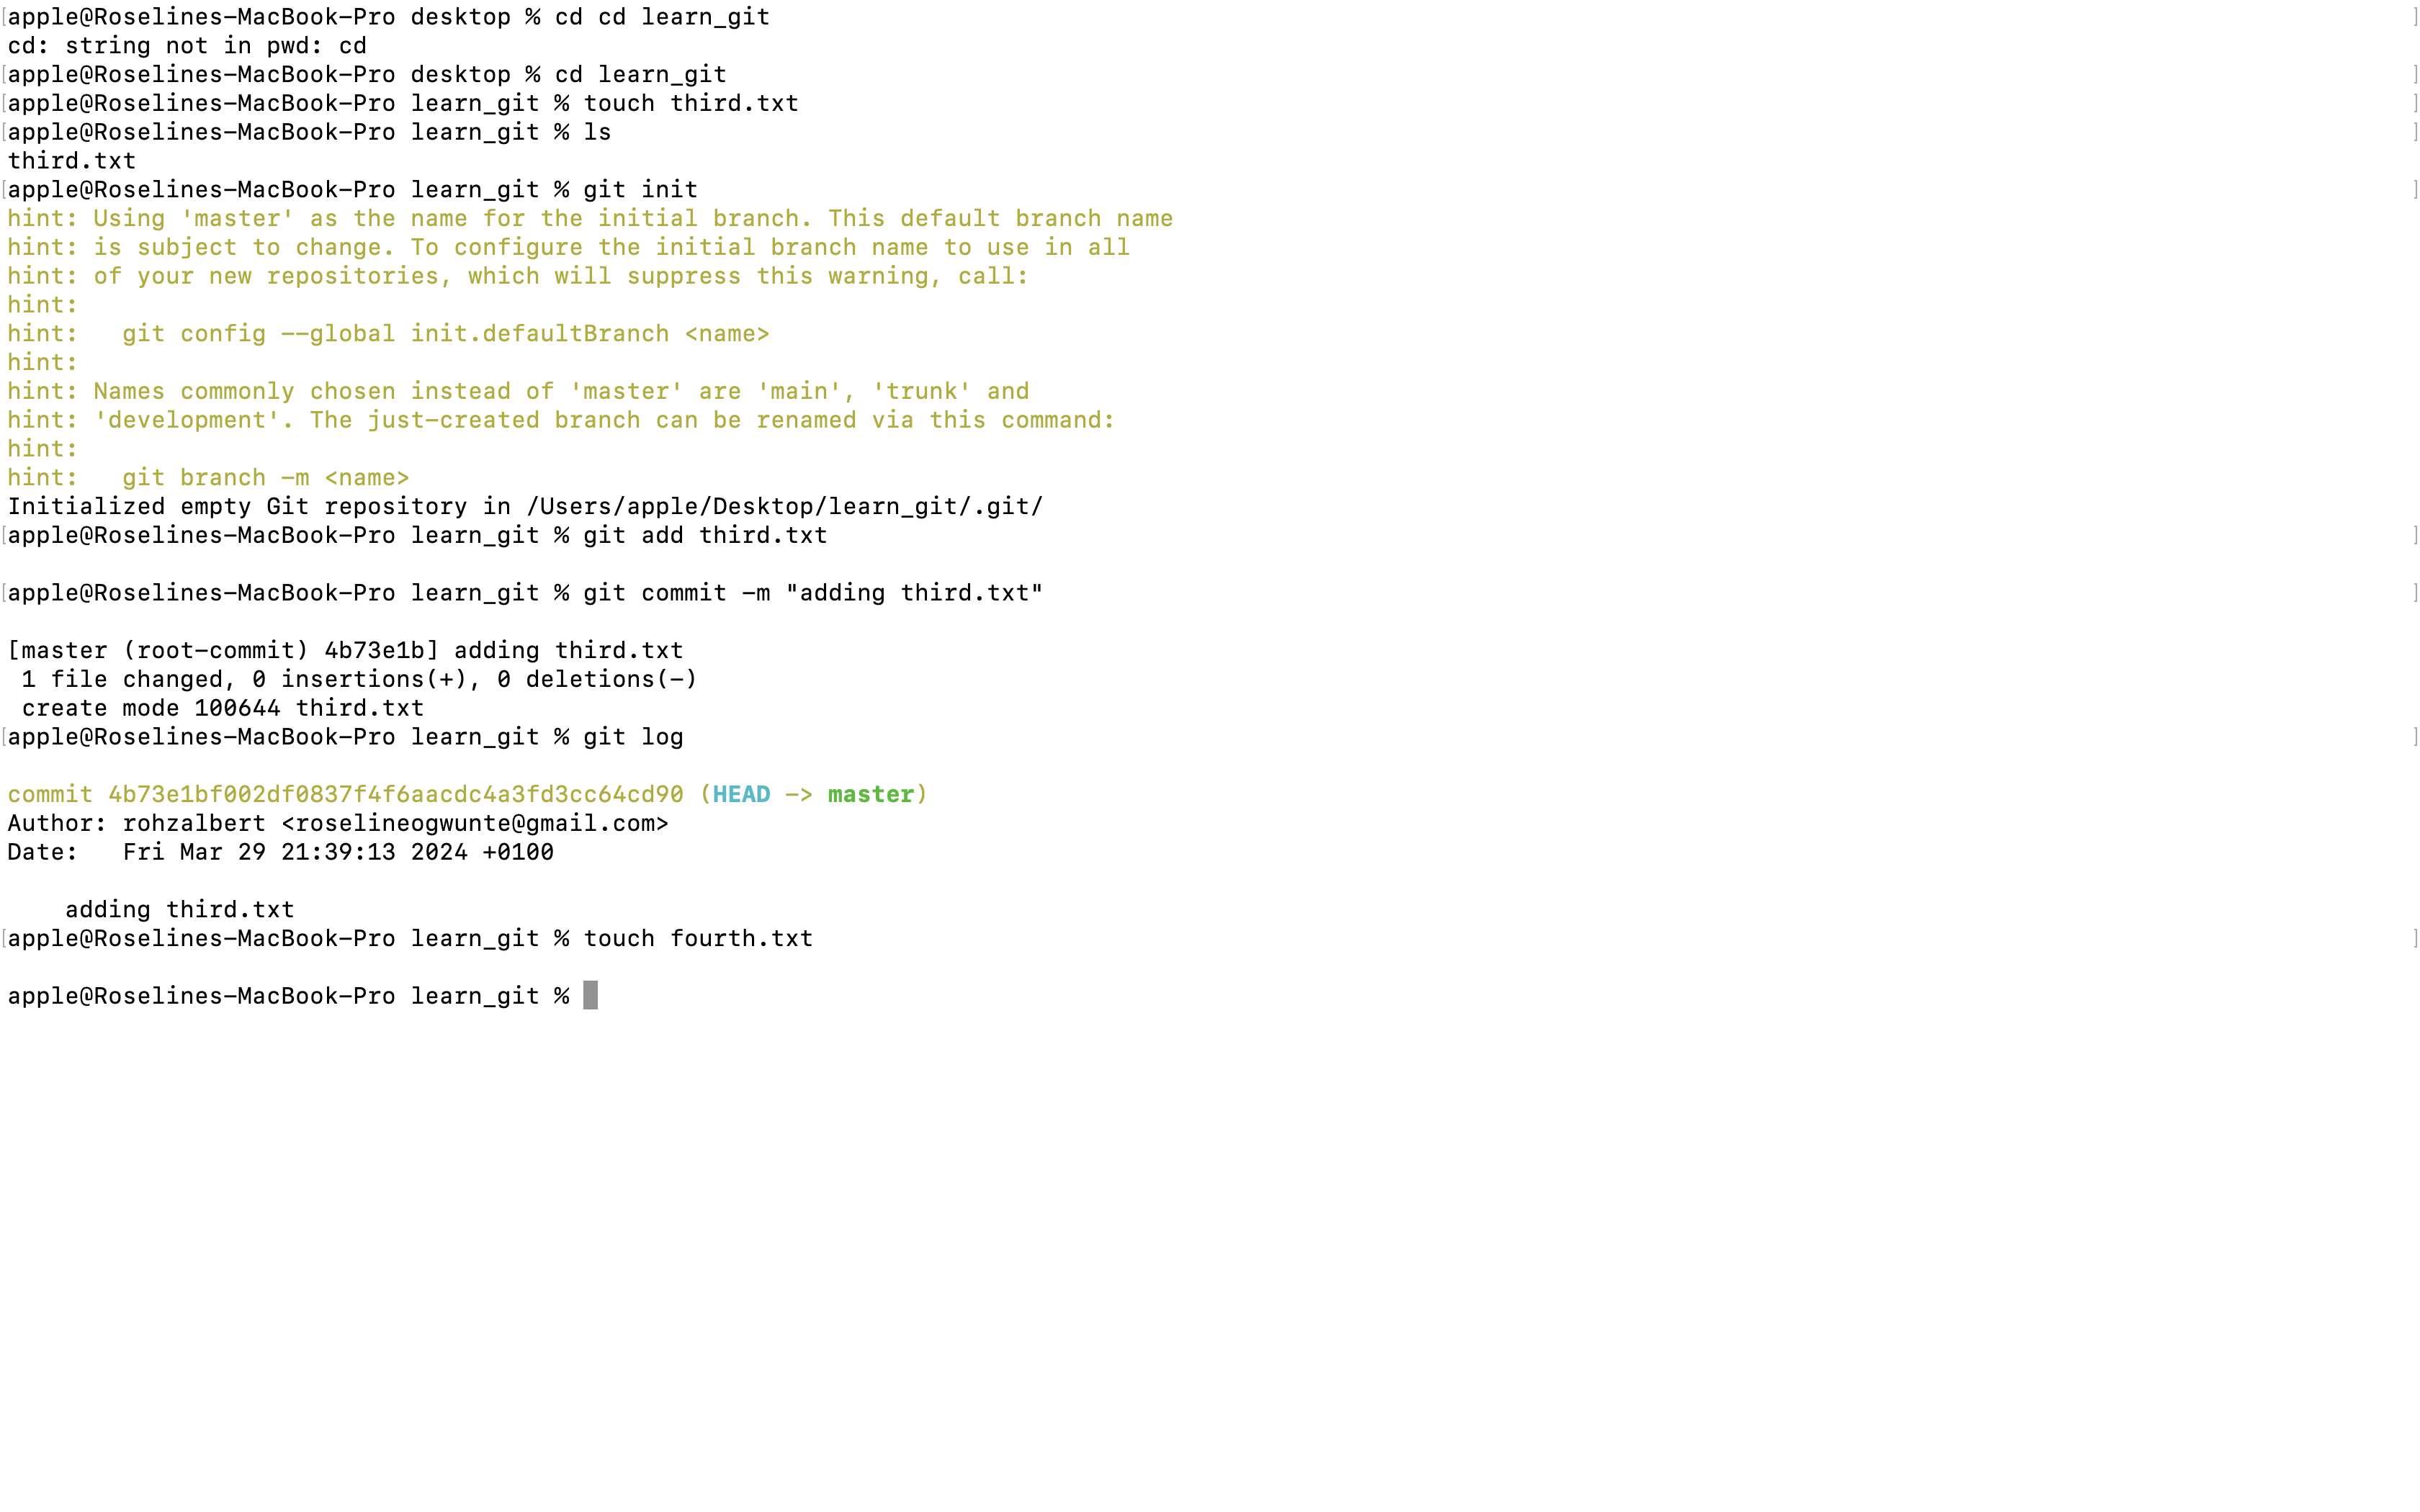 [apple@Roselines-MacBook-Pro desktop % cd cd learn_git ]
cd: string not in pwd: cd
[apple@Roselines-MacBook-Pro desktop % cd learn_git ]
[apple@Roselines-MacBook-Pro learn_git % touch third.txt ]
[apple@Roselines-MacBook-Pro learn_git % ls ]
third.txt
[apple@Roselines-MacBook-Pro learn_git % git init ]
hint: Using 'master' as the name for the initial branch. This default branch name
hint: is subject to change. To configure the initial branch name to use in all
hint: of your new repositories, which will suppress this warning, call:
hint:
hint:   git config --global init.defaultBranch <name>
hint:
hint: Names commonly chosen instead of 'master' are 'main', 'trunk' and
hint: 'development'. The just-created branch can be renamed via this command:
hint:
hint:   git branch -m <name>
Initialized empty Git repository in /Users/apple/Desktop/learn_git/.git/
[apple@Roselines-MacBook-Pro learn_git % git add third.txt ]
[apple@Roselines-MacBook-Pro learn_git % git commit -m "adding third.txt" ]
[master (root-commit) 4b73e1b] adding third.txt
 1 file changed, 0 insertions(+), 0 deletions(-)
 create mode 100644 third.txt
[apple@Roselines-MacBook-Pro learn_git % git log ]
commit 4b73e1bf002df0837f4f6aacdc4a3fd3cc64cd90 (HEAD -> master)
Author: rohzalbert <roselineogwunte@gmail.com>
Date:   Fri Mar 29 21:39:13 2024 +0100
    adding third.txt
[apple@Roselines-MacBook-Pro learn_git % touch fourth.txt ]
apple@Roselines-MacBook-Pro learn_git %